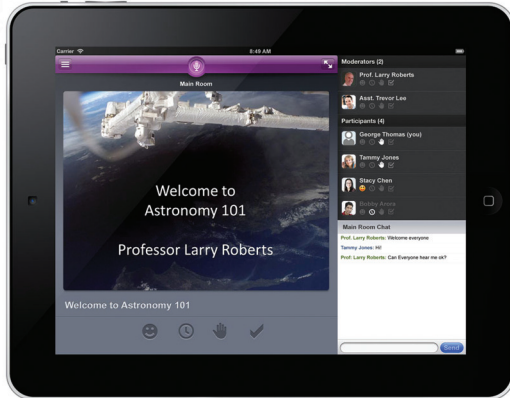 Carrier
8:49 AM
Main Room
Welcome to
Astronomy 101
Professor Larry Roberts
Welcome to Astronomy 101
Moderators (2)
Prof. Larry Roberts
Asst. Trevor Lee
Participants (4)
George Thomas (you)
Tammy Jones
Stacy Chen
Bobby Amra
Main Room Chat
Prof. Larry Roberts: Welcome everyone
Tammy Jones: Hi!
Prof. Larry Roberts: Can Everyone hear me ok?
Send